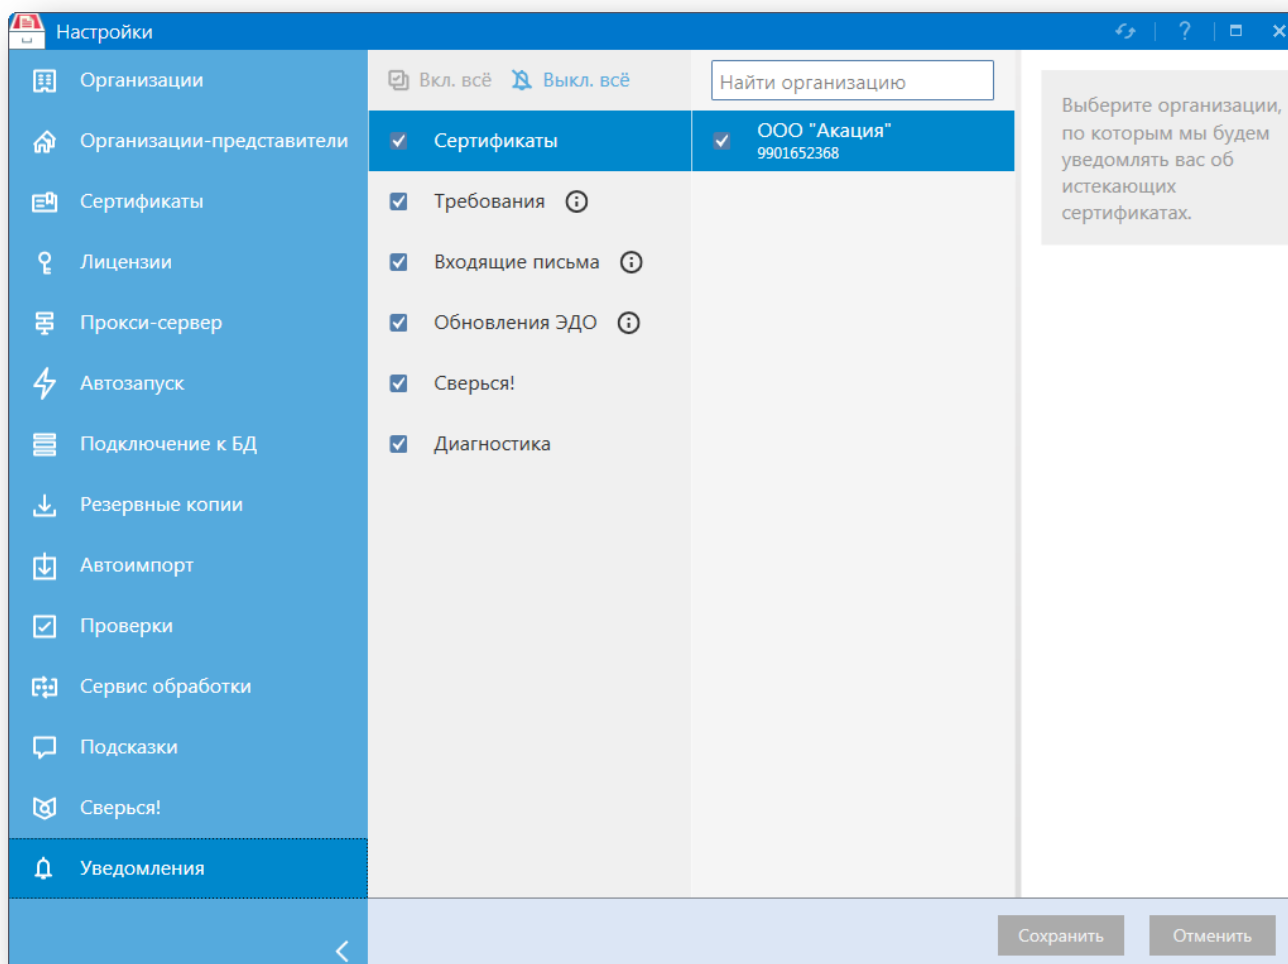 Настройки
Организации
Организации-представители
Сертификаты
Лицензии
Прокси-сервер
Автозапуск
Подключение к БД
Резервные копии
Автоимпорт
Проверки
Сервис обработки
Подсказки
Сверься!
Уведомления
Вкл. всё
Выкл. всё
Сертификаты
Требования
Входящие письма
Обновления ЭДО
Сверься!
Диагностика
Найти организацию
ООО "Акация"
9901652368
Выберите организации,
по которым мы будем
уведомлять вас об
истекающих
сертификатах.
Сохранить
Отменить